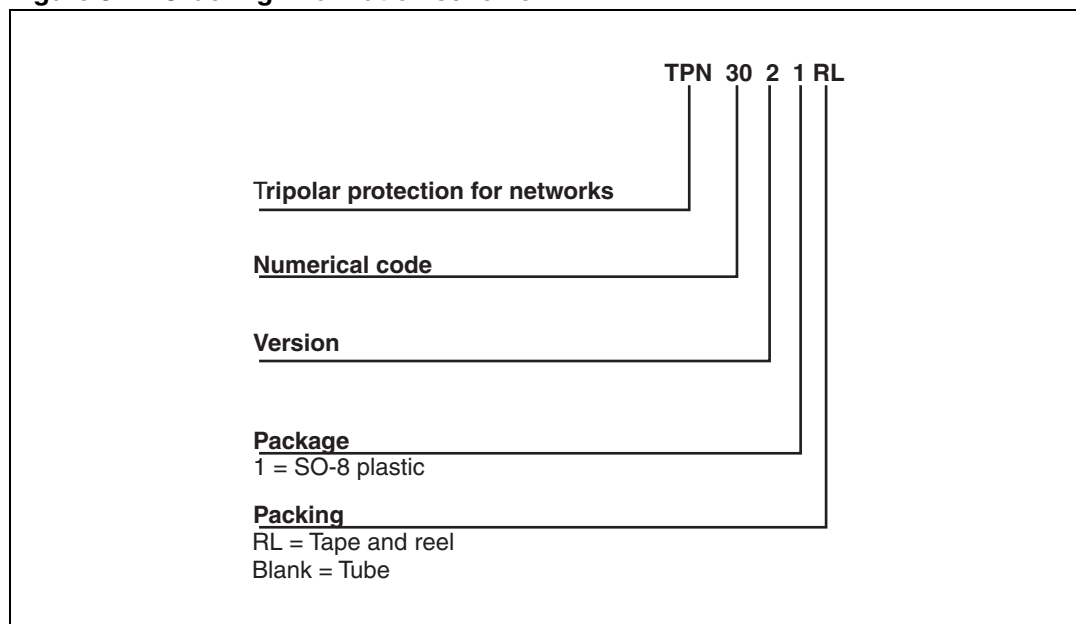 TPN 30 2 1 RL
Tripolar protection for networks
Numerical code
Version
Package
1 = SO-8 plastic
Packing
RL = Tape and reel
Blank = Tube